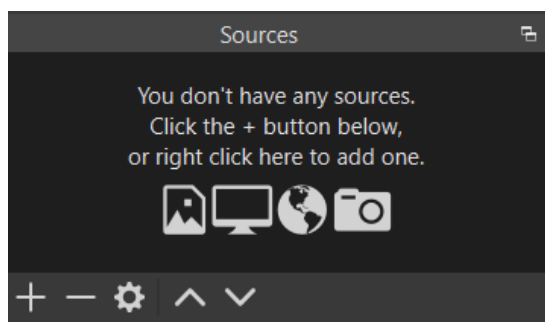 Sources
You don't have any sources.
Click the + button below,
or right click here to add one.